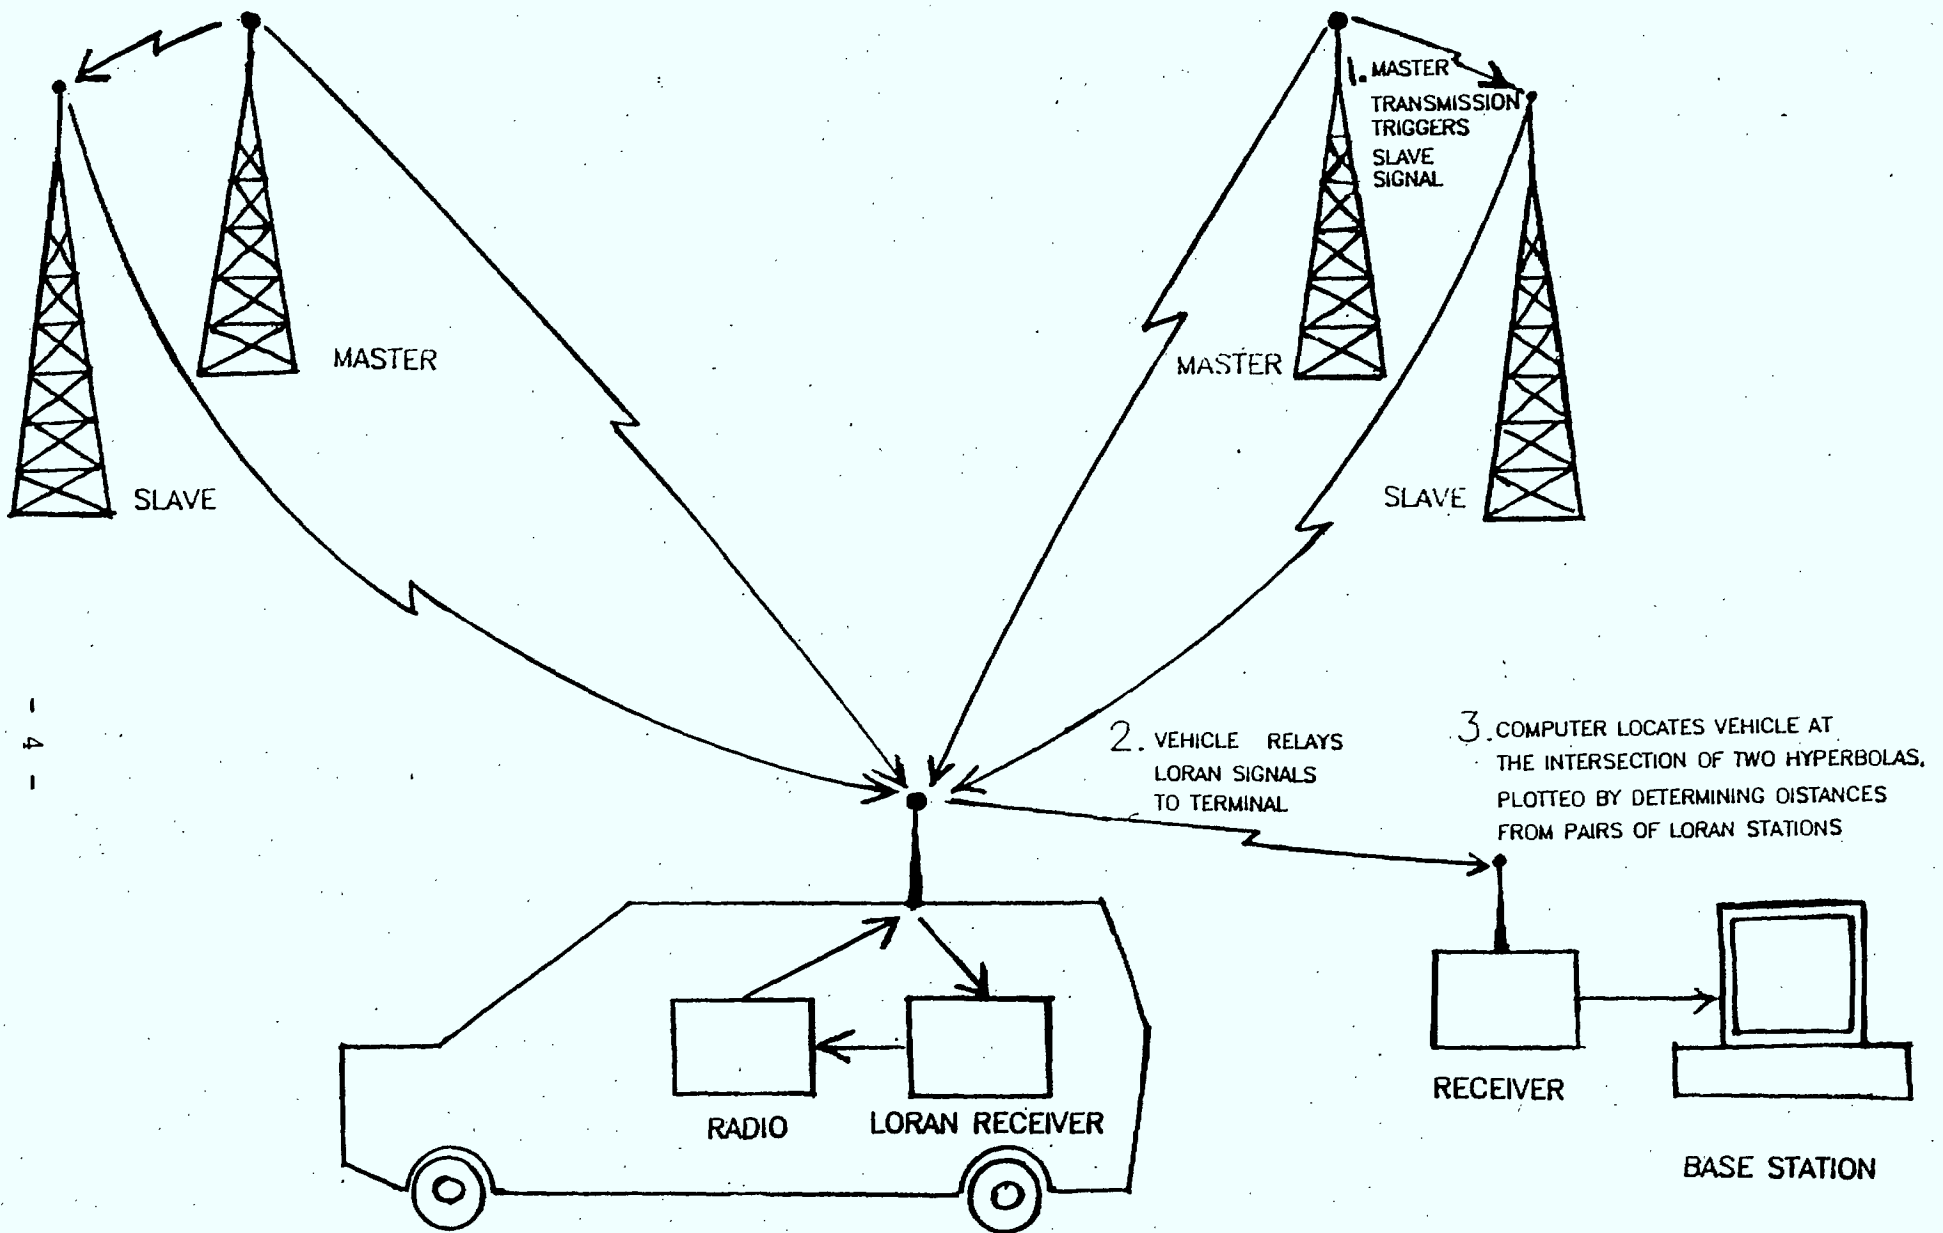 1. MASTER
TRANSMISSION
TRIGGERS
SLAVE
SIGNAL
MASTER
MASTER
SLAVE
SLAVE
2. VEHICLE RELAYS
LORAN SIGNALS
TO TERMINAL
3. COMPUTER LOCATES VEHICLE AT
THE INTERSECTION OF TWO HYPERBOLAS.
PLOTTED BY DETERMINING DISTANCES
FROM PAIRS OF LORAN STATIONS
- 4 -
RADIO
LORAN RECEIVER
RECEIVER
BASE STATION